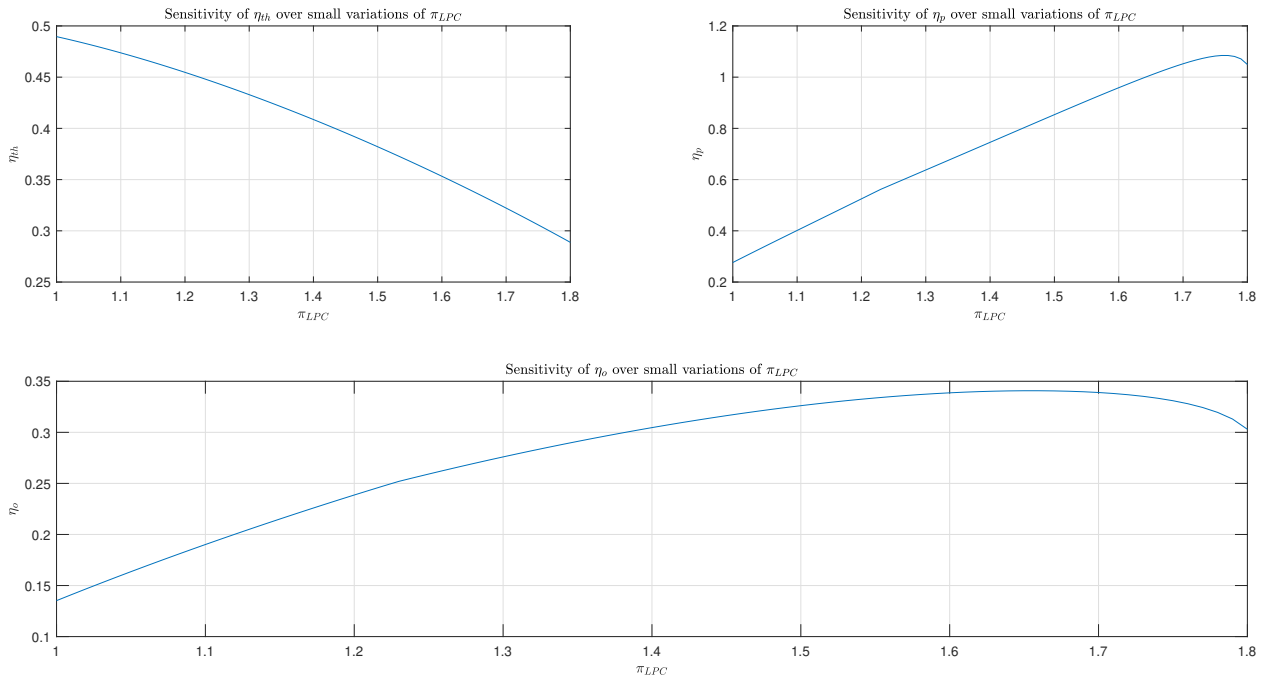 Sensitivity of η_th over small variations of π_LPC
0.5
0.45
0.4
0.35
0.3
0.25
η_th
1 1.1 1.2 1.3 1.4 1.5 1.6 1.7 1.8
π_LPC
Sensitivity of η_p over small variations of π_LPC
1.2
1
0.8
0.6
0.4
0.2
η_p
1 1.1 1.2 1.3 1.4 1.5 1.6 1.7 1.8
π_LPC
Sensitivity of η_o over small variations of π_LPC
0.35
0.3
0.25
0.2
0.15
0.1
η_o
1 1.1 1.2 1.3 1.4 1.5 1.6 1.7 1.8
π_LPC